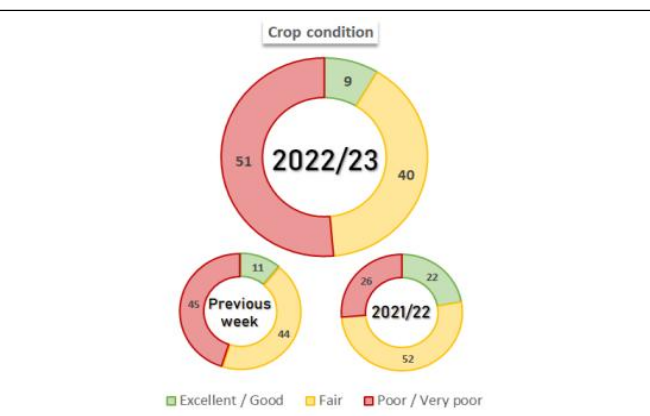 Crop condition
9
51
2022/23
40
11
45
Previous
week
44
26
22
2021/22
52
Excellent / Good
Fair
Poor / Very poor